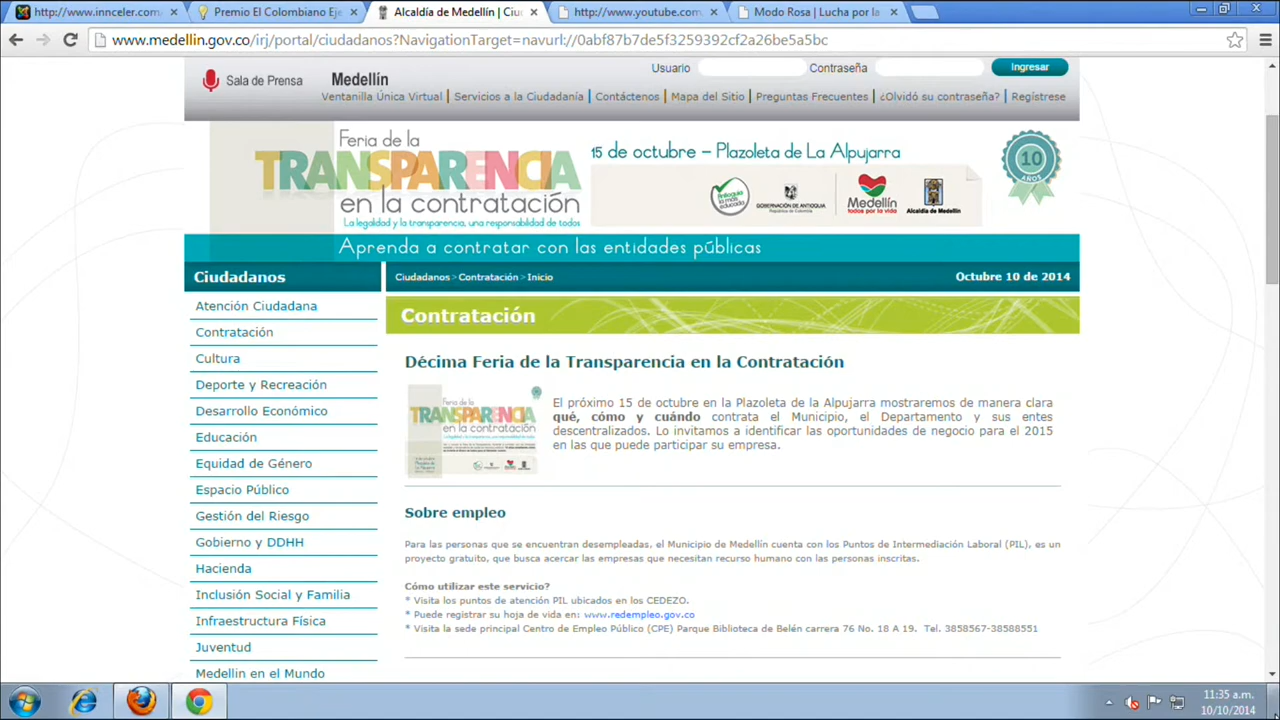 http://www.innceler.com
Premio El Colombiano Eje
Alcaldía de Medellín | Ciu
http://www.youtube.com
Modo Rosa | Lucha por la
www.medellin.gov.co/irj/portal/ciudadanos?NavigationTarget=navurl://0abf87b7de5f3259392cf2a26be5a5bc
Sala de Prensa
Medellín
Usuario
Contraseña
Ingresar
Ventanilla Única Virtual | Servicios a la Ciudadanía | Contáctenos | Mapa del Sitio | Preguntas Frecuentes | ¿Olvidó su contraseña? | Regístrese
Feria de la
TRANSPARENCIA
en la contratación
La legalidad y la transparencia, una responsabilidad de todos
15 de octubre – Plazoleta de La Alpujarra
Antioquia la más educada
GOBERNACIÓN DE ANTIOQUIA
República de Colombia
Medellín
todos por la vida
Alcaldía de Medellín
10
AÑOS
Aprenda a contratar con las entidades públicas
Ciudadanos
Ciudadanos > Contratación > Inicio
Octubre 10 de 2014
Atención Ciudadana
Contratación
Cultura
Deporte y Recreación
Desarrollo Económico
Educación
Equidad de Género
Espacio Público
Gestión del Riesgo
Gobierno y DDHH
Hacienda
Inclusión Social y Familia
Infraestructura Física
Juventud
Medellin en el Mundo
Contratación
Décima Feria de la Transparencia en la Contratación
Feria de la
TRANSPARENCIA
en la contratación
El próximo 15 de octubre en la Plazoleta de la Alpujarra mostraremos de manera clara
qué, cómo y cuándo contrata el Municipio, el Departamento y sus entes
descentralizados. Lo invitamos a identificar las oportunidades de negocio para el 2015
en las que puede participar su empresa.
Sobre empleo
Para las personas que se encuentran desempleadas, el Municipio de Medellín cuenta con los Puntos de Intermediación Laboral (PIL), es un
proyecto gratuito, que busca acercar las empresas que necesitan recurso humano con las personas inscritas.
Cómo utilizar este servicio?
* Visita los puntos de atención PIL ubicados en los CEDEZO.
* Puede registrar su hoja de vida en: www.redempleo.gov.co
* Visita la sede principal Centro de Empleo Público (CPE) Parque Biblioteca de Belén carrera 76 No. 18 A 19. Tel. 3858567-38588551
11:35 a.m.
10/10/2014